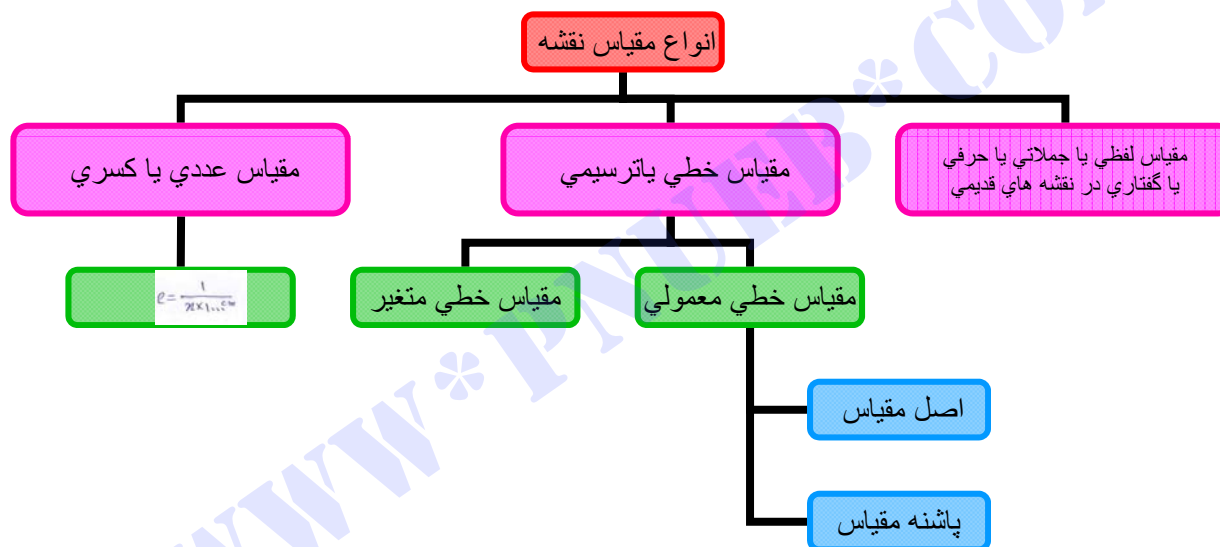 انواع مقياس نقشه
مقياس لفظي يا جملاتي يا حرفي
يا گفتاري در نقشه هاي قديمي
مقياس خطي ياترسيمي
مقياس عددي يا كسري
مقياس خطي معمولي
مقياس خطي متغير
اصل مقياس
پاشنه مقياس
WWW*PNUEB*CO